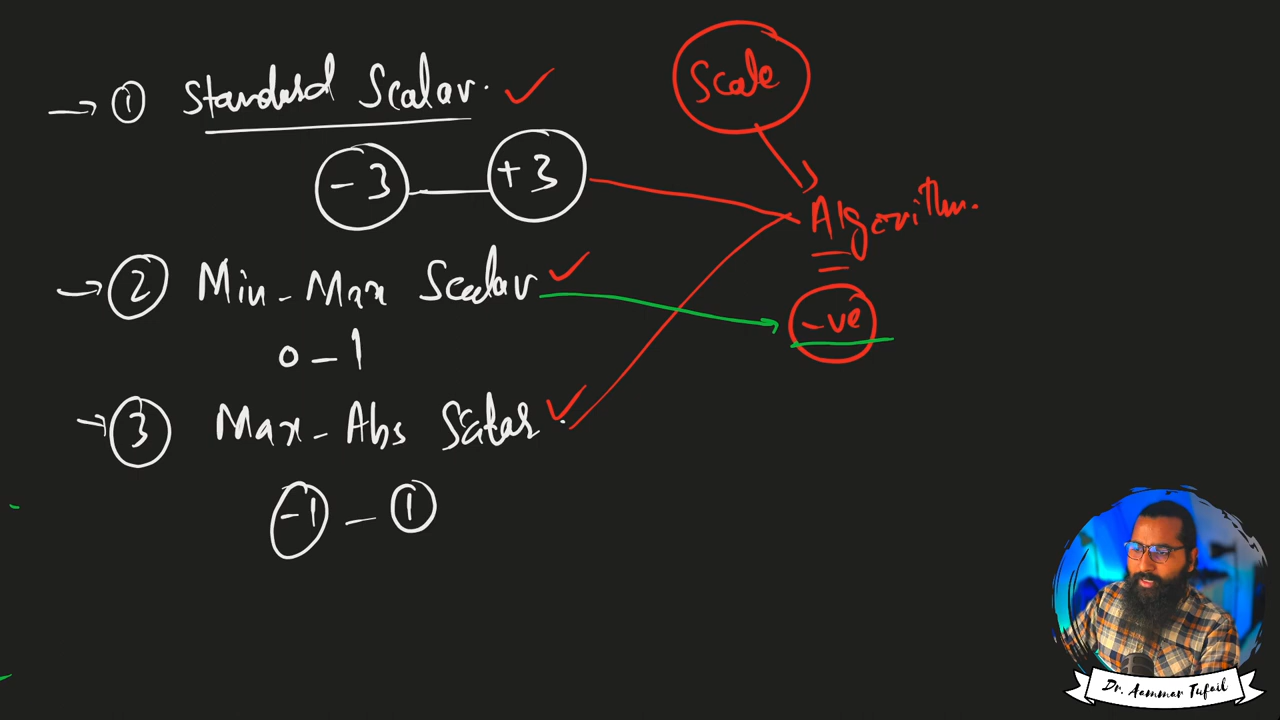 → ① Standard Scalar. ✓
-3 — +3
→ ② Min-Max Scalar ✓
0 - 1
→ ③ Max-Abs Scalar ✓
-1 - 1
Scale
Algorithm.
-ve
Dr. Aammar Tufail